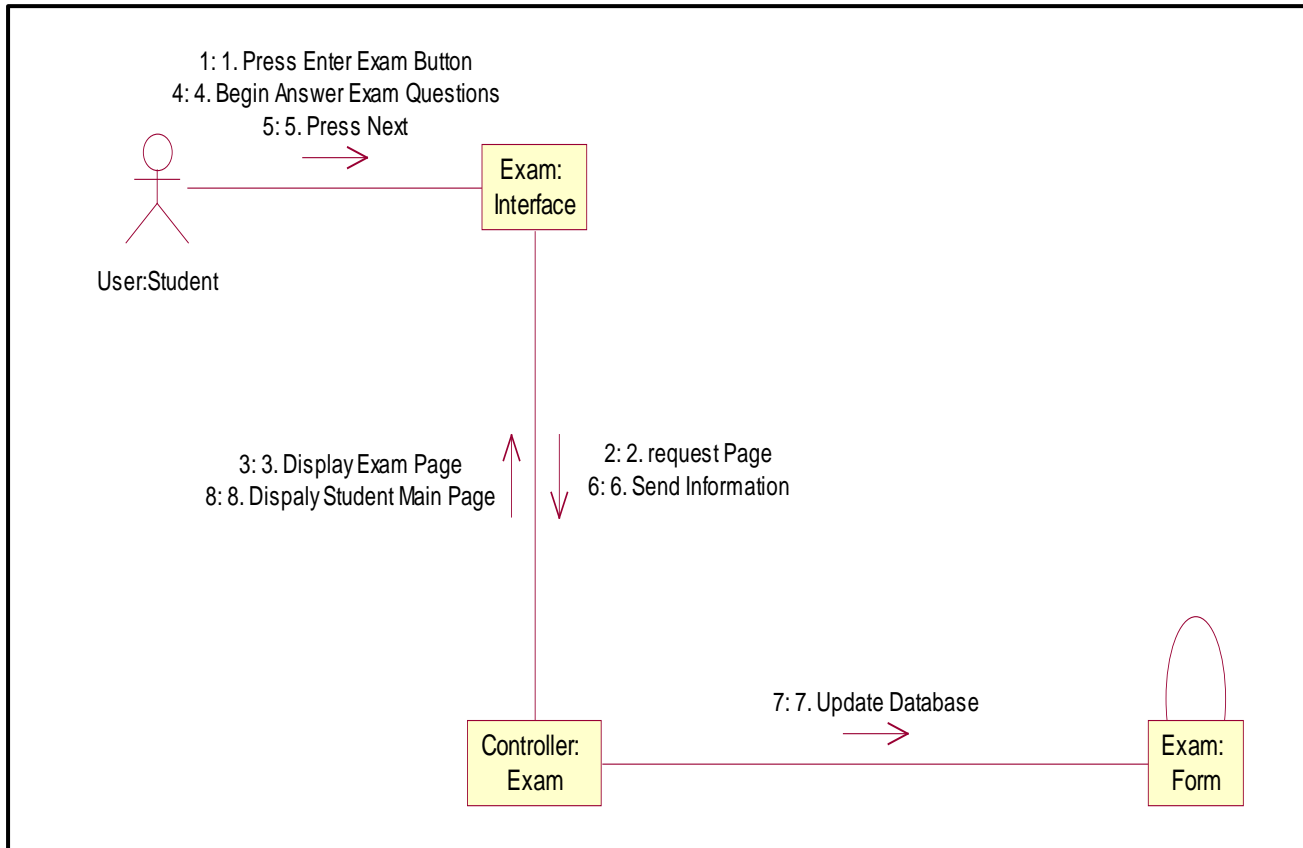 1: 1. Press Enter Exam Button
4: 4. Begin Answer Exam Questions
5: 5. Press Next
Exam:
Interface
User:Student
3: 3. Display Exam Page
8: 8. Dispaly Student Main Page
2: 2. request Page
6: 6. Send Information
7: 7. Update Database
Controller:
Exam
Exam:
Form